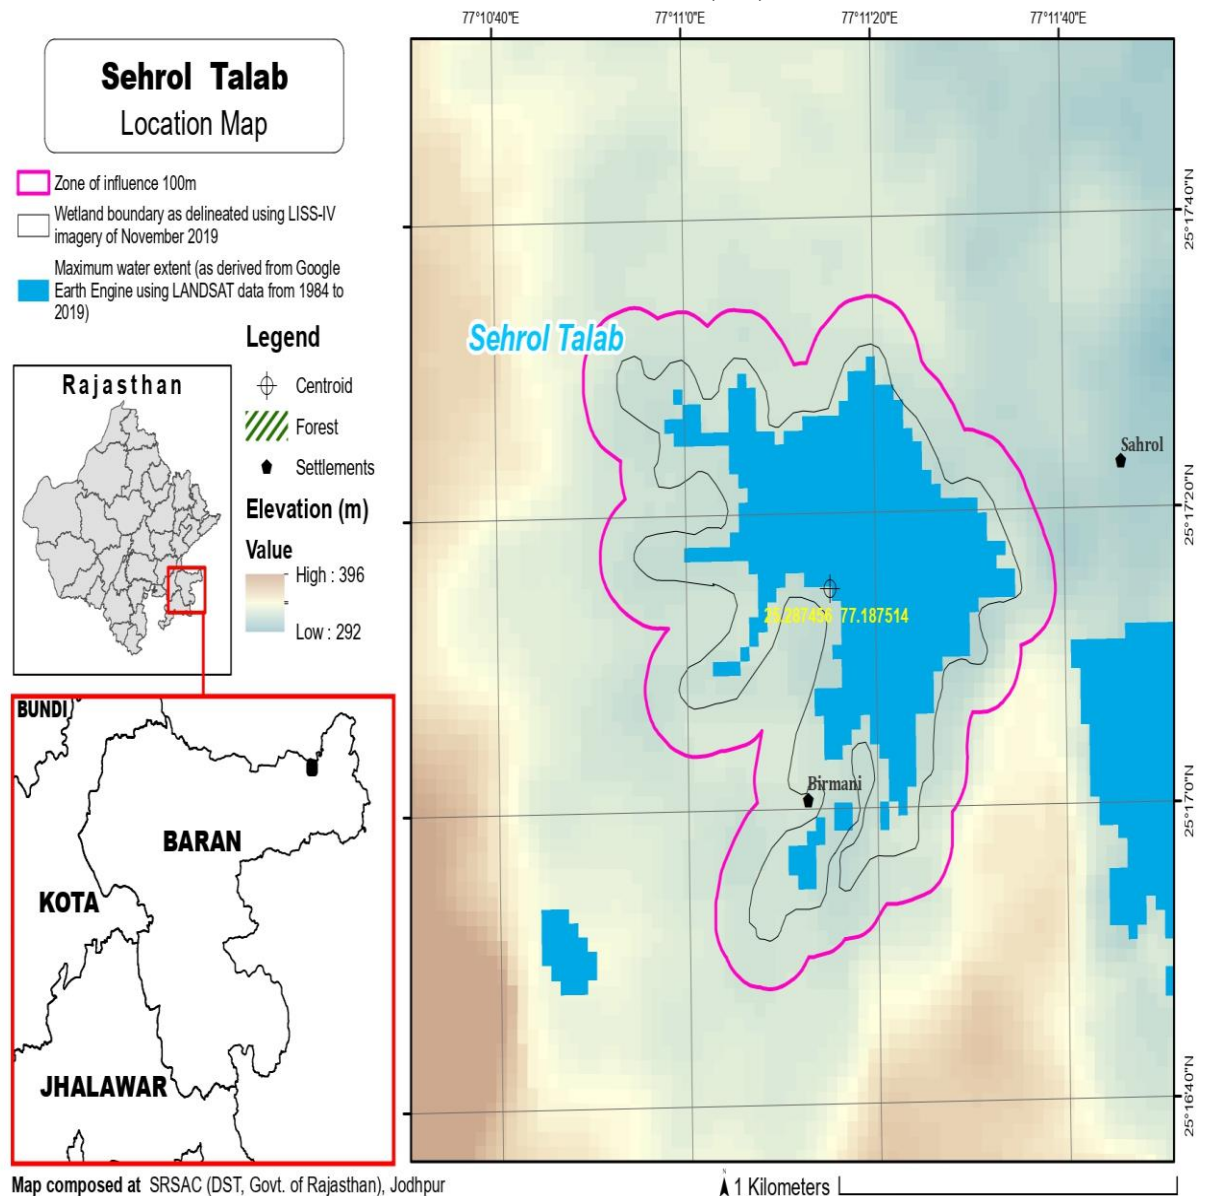 77°10'40"E
77°11'0"E
77°11'20"E
77°11'40"E
Sehrol Talab
Location Map
Zone of influence 100m
Wetland boundary as delineated using LISS-IV
imagery of November 2019
Maximum water extent (as derived from Google
Earth Engine using LANDSAT data from 1984 to
2019)
Legend
Centroid
Forest
Settlements
Elevation (m)
Value
High : 396
Low : 292
Rajasthan
BUNDI
BARAN
KOTA
JHALAWAR
Sehrol Talab
Sahrol
25.287456 77.187514
Birmani
25°17'40"N
25°17'20"N
25°17'0"N
25°16'40"N
Map composed at SRSAC (DST, Govt. of Rajasthan), Jodhpur
N
1 Kilometers